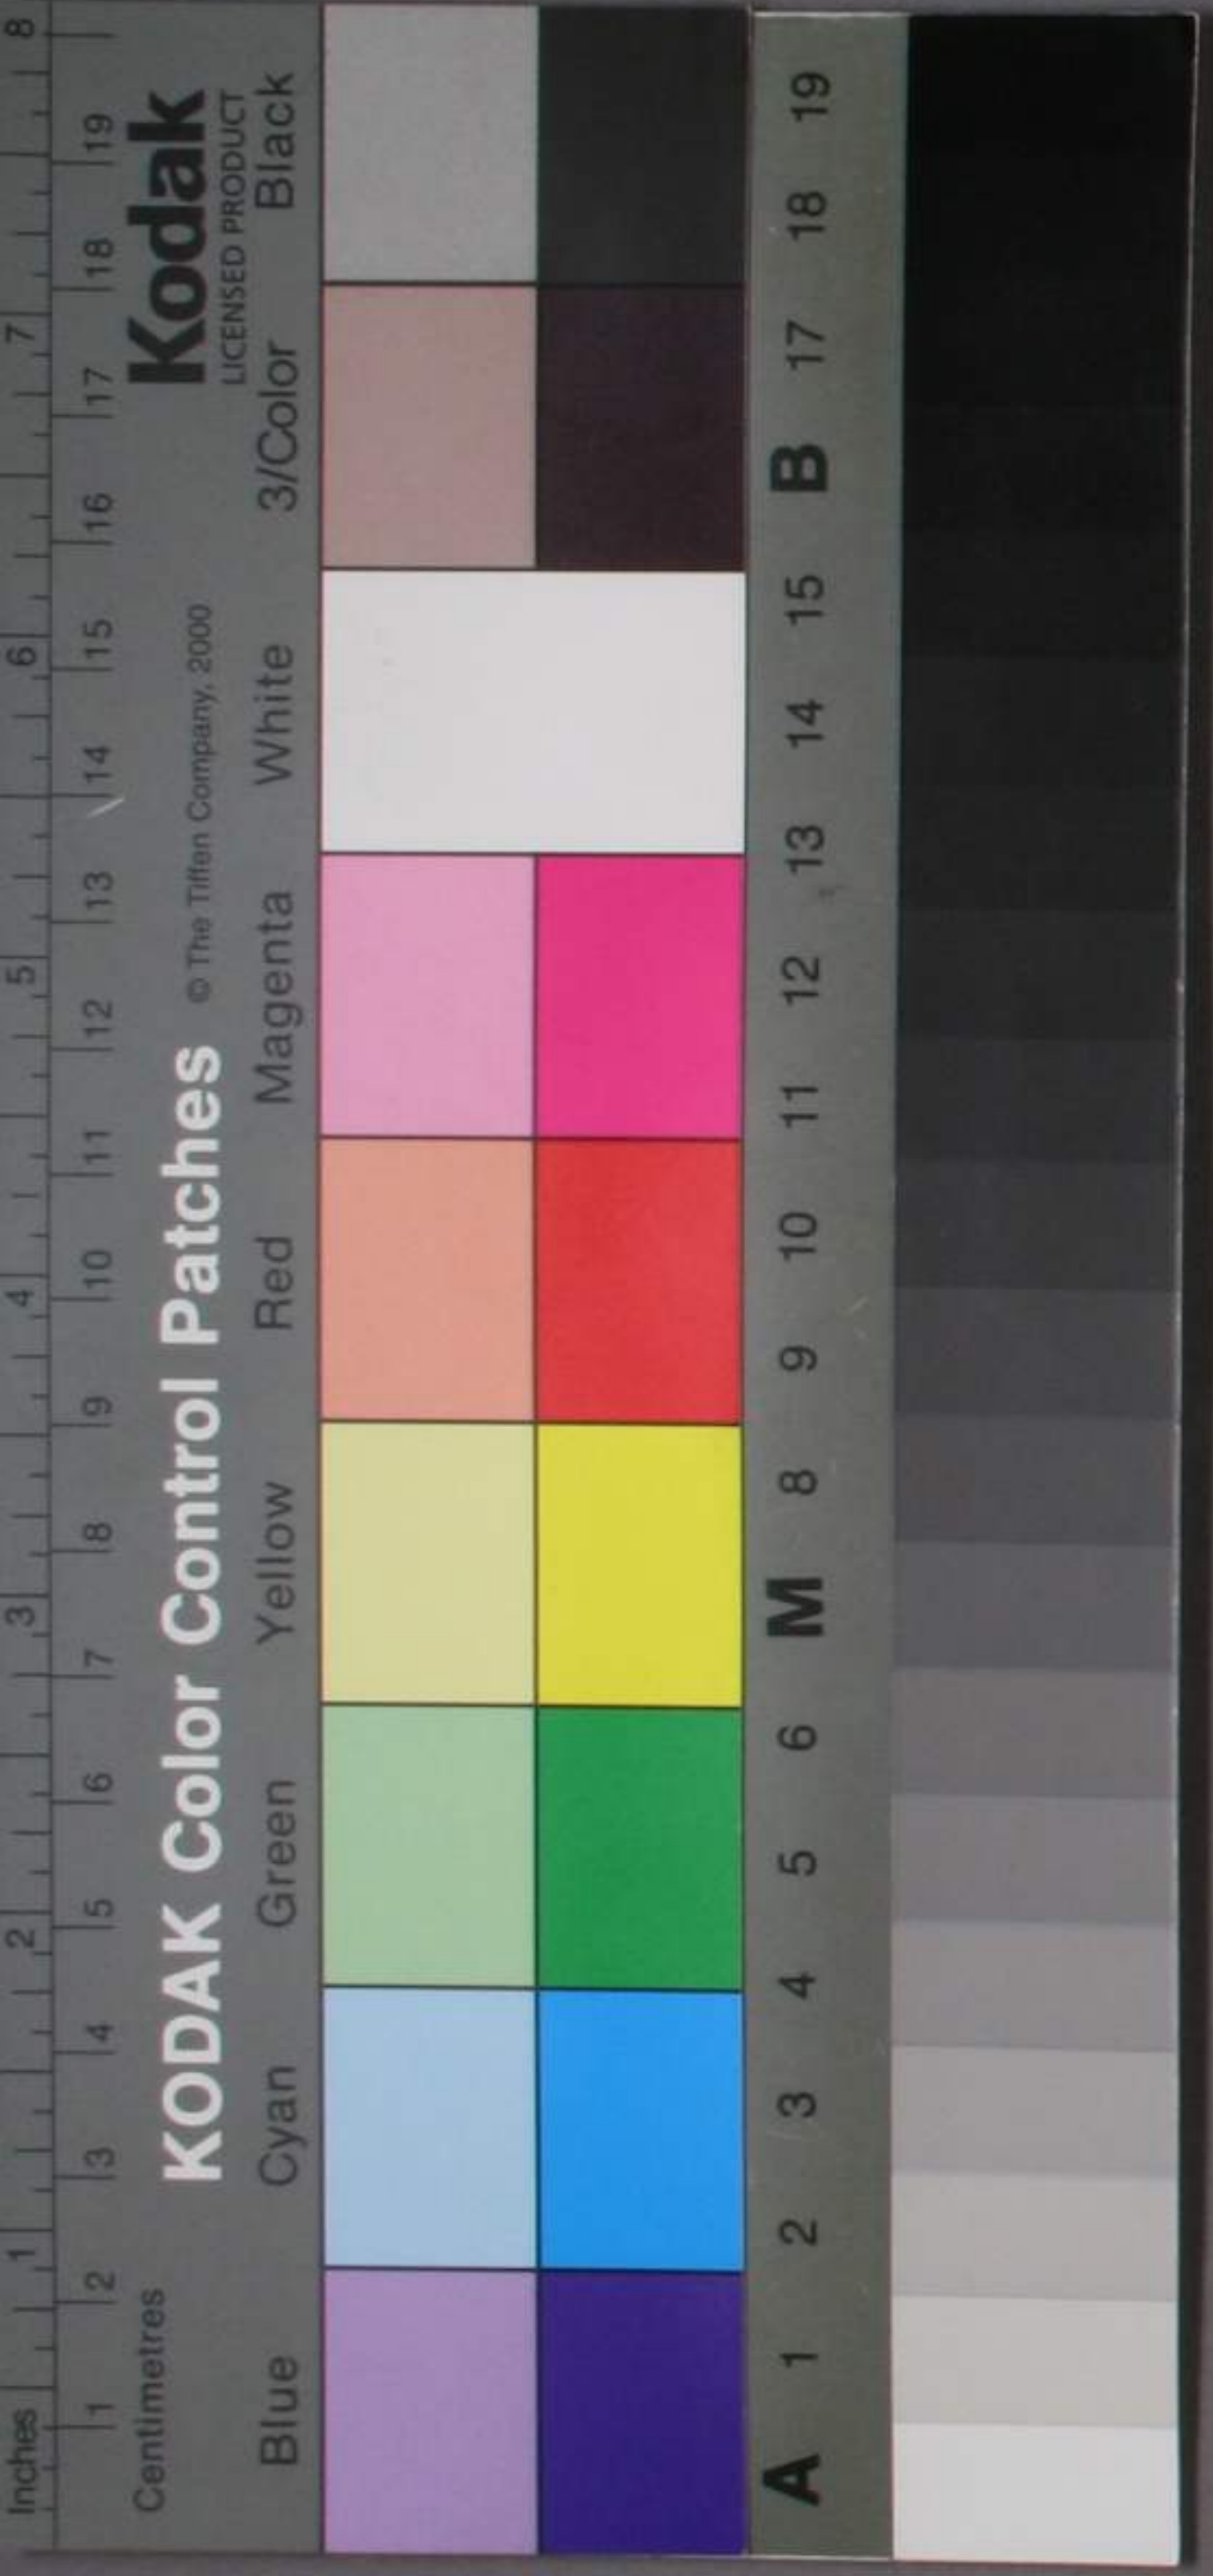 Inches 1 2 3 4 5 6 7 8
Centimetres 1 2 3 4 5 6 7 8 9 10 11 12 13 14 15 16 17 18 19
KODAK Color Control Patches © The Tiffen Company, 2000
Kodak
LICENSED PRODUCT
Blue Cyan Green Yellow Red Magenta White 3/Color Black
A 1 2 3 4 5 6 M 8 9 10 11 12 13 14 15 B 17 18 19